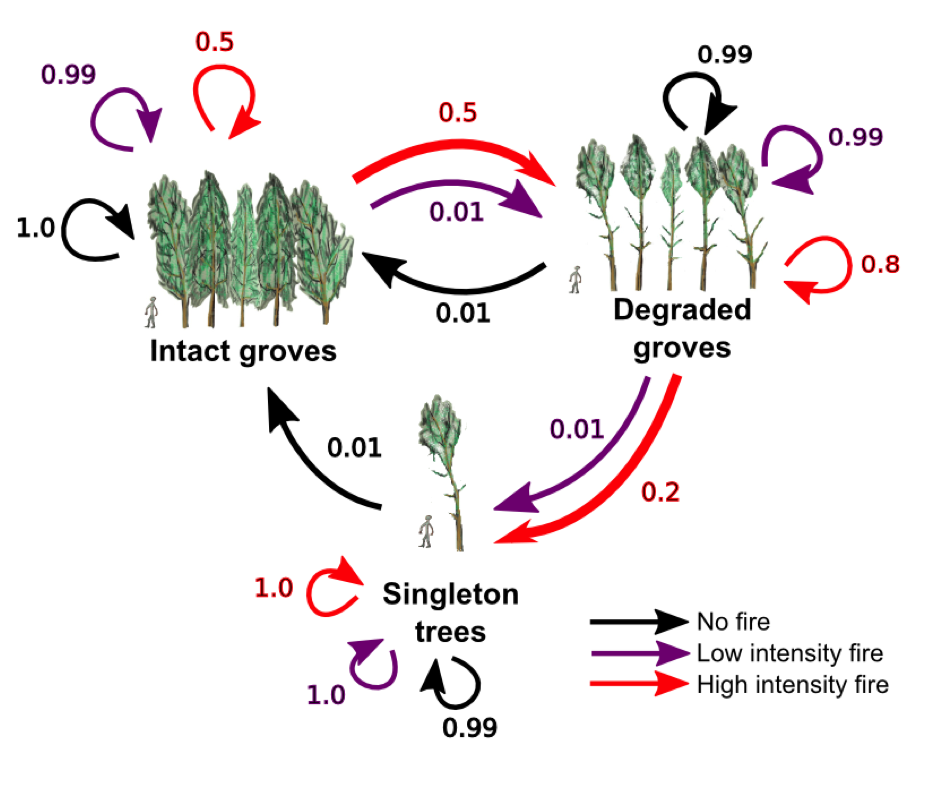 0.5
0.99
0.99
0.5
0.99
0.01
1.0
0.8
0.01
Degraded
groves
Intact groves
0.01
0.01
0.2
1.0
Singleton
trees
No fire
Low intensity fire
High intensity fire
1.0
0.99